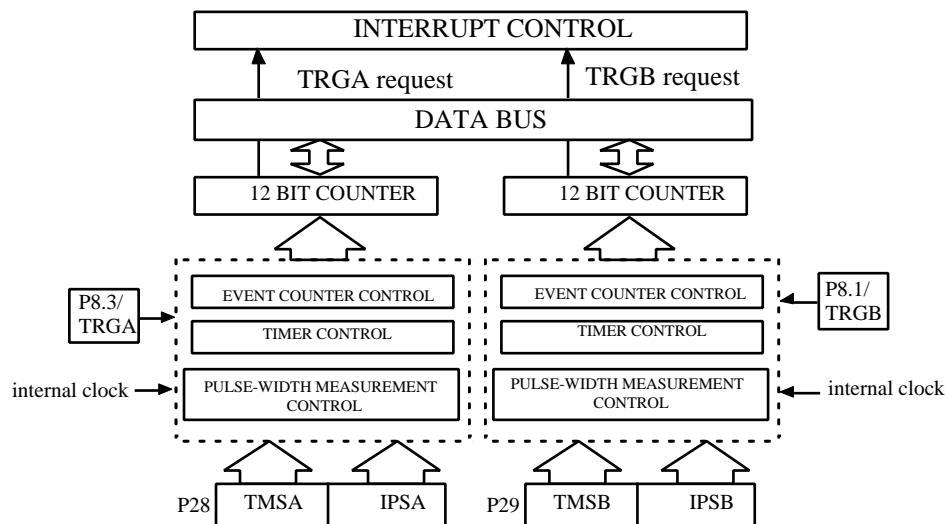 INTERRUPT CONTROL
TRGA request
TRGB request
DATA BUS
12 BIT COUNTER
12 BIT COUNTER
EVENT COUNTER CONTROL
TIMER CONTROL
PULSE-WIDTH MEASUREMENT
CONTROL
EVENT COUNTER CONTROL
TIMER CONTROL
PULSE-WIDTH MEASUREMENT
CONTROL
P8.3/
TRGA
internal clock
P8.1/
TRGB
internal clock
P28
TMSA
IPSA
P29
TMSB
IPSB